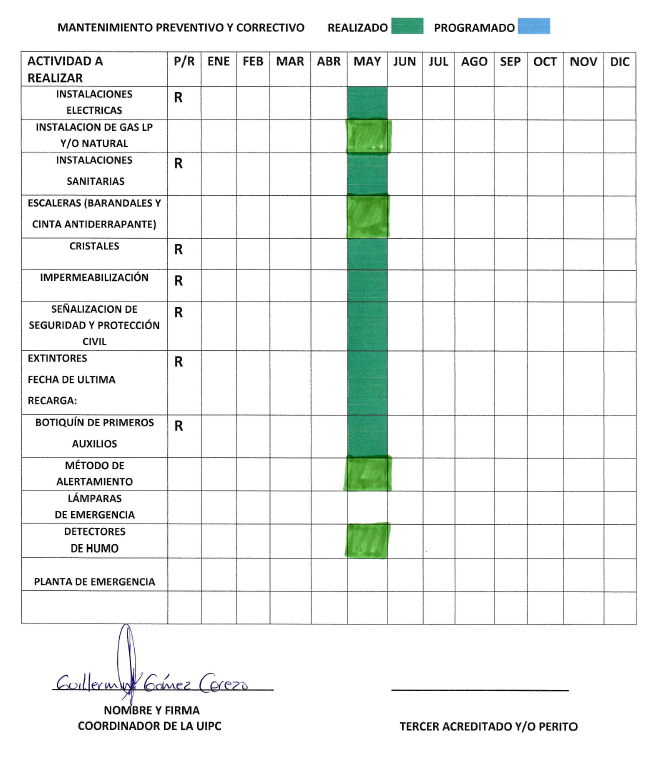 MANTENIMIENTO PREVENTIVO Y CORRECTIVO REALIZADO PROGRAMADO
ACTIVIDAD A REALIZAR P/R ENE FEB MAR ABR MAY JUN JUL AGO SEP OCT NOV DIC
INSTALACIONES R
ELECTRICAS
INSTALACION DE GAS LP
Y/O NATURAL
INSTALACIONES R
SANITARIAS
ESCALERAS (BARANDALES Y
CINTA ANTIDERRAPANTE)
CRISTALES R
IMPERMEABILIZACIÓN R
SEÑALIZACION DE R
SEGURIDAD Y PROTECCIÓN
CIVIL
EXTINTORES R
FECHA DE ULTIMA
RECARGA:
BOTIQUÍN DE PRIMEROS R
AUXILIOS
MÉTODO DE
ALERTAMIENTO
LÁMPARAS
DE EMERGENCIA
DETECTORES
DE HUMO
PLANTA DE EMERGENCIA
Guillermo Gómez Cerezo
NOMBRE Y FIRMA
COORDINADOR DE LA UIPC
TERCER ACREDITADO Y/O PERITO